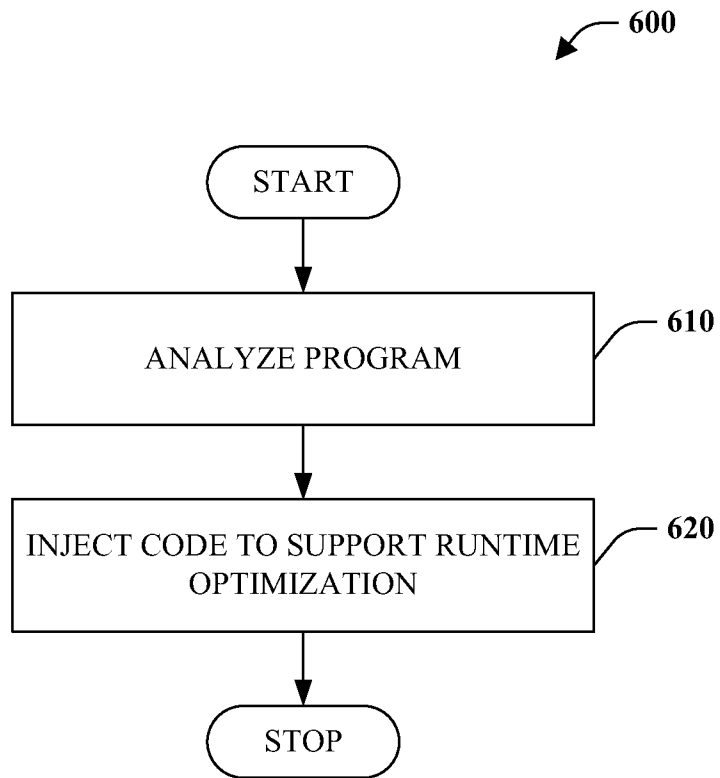 600
START
ANALYZE PROGRAM
610
INJECT CODE TO SUPPORT RUNTIME
OPTIMIZATION
620
STOP